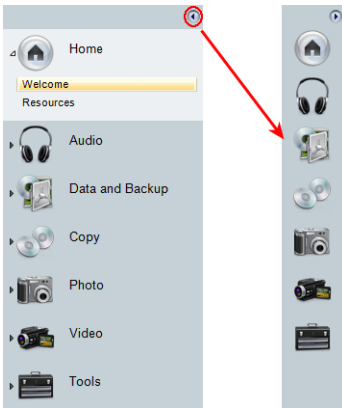 Home
Welcome
Resources
Audio
Data and Backup
Copy
Photo
Video
Tools